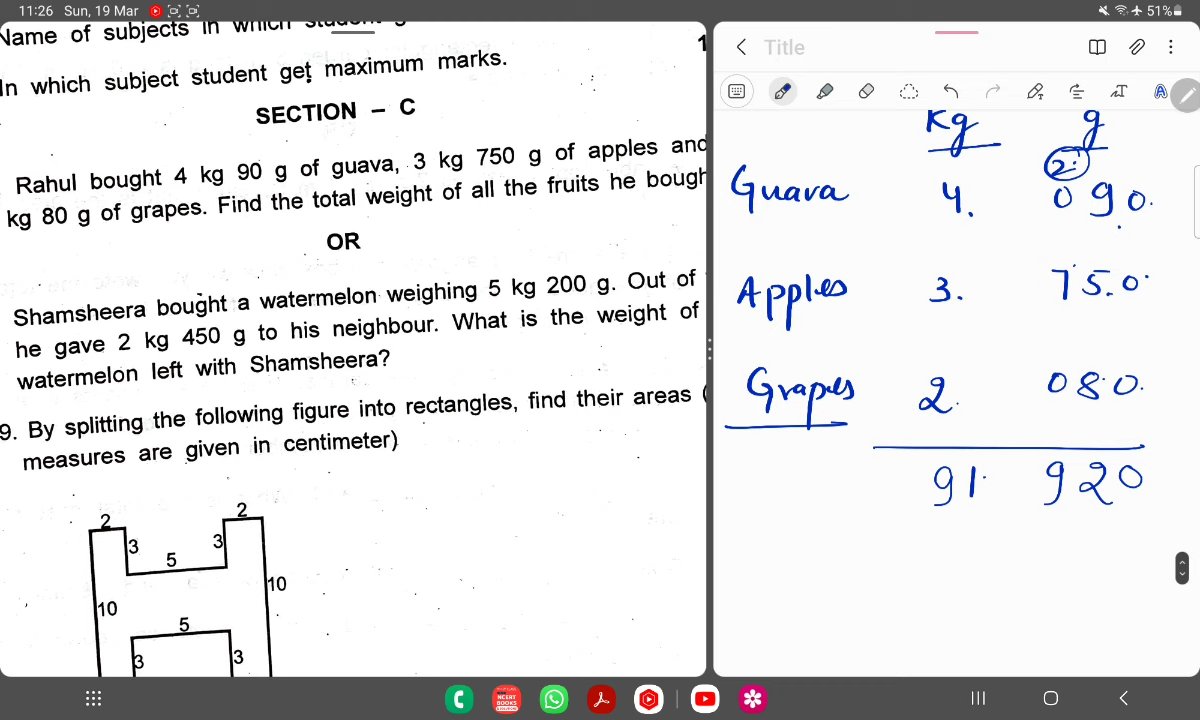 11:26 Sun, 19 Mar
51%
Name of subjects in which
In which subject student get maximum marks.
SECTION – C
Rahul bought 4 kg 90 g of guava, 3 kg 750 g of apples and
kg 80 g of grapes. Find the total weight of all the fruits he bough
OR
Shamsheera bought a watermelon weighing 5 kg 200 g. Out of
he gave 2 kg 450 g to his neighbour. What is the weight of
watermelon left with Shamsheera?
9. By splitting the following figure into rectangles, find their areas (
measures are given in centimeter)
2 2
3 3
5
10 10
5
3 3
Title
Kg g
2
Guava 4. 090.
Apples 3. 75.0
Grapes 2. 080.
91. 920
NCERT
BOOKS